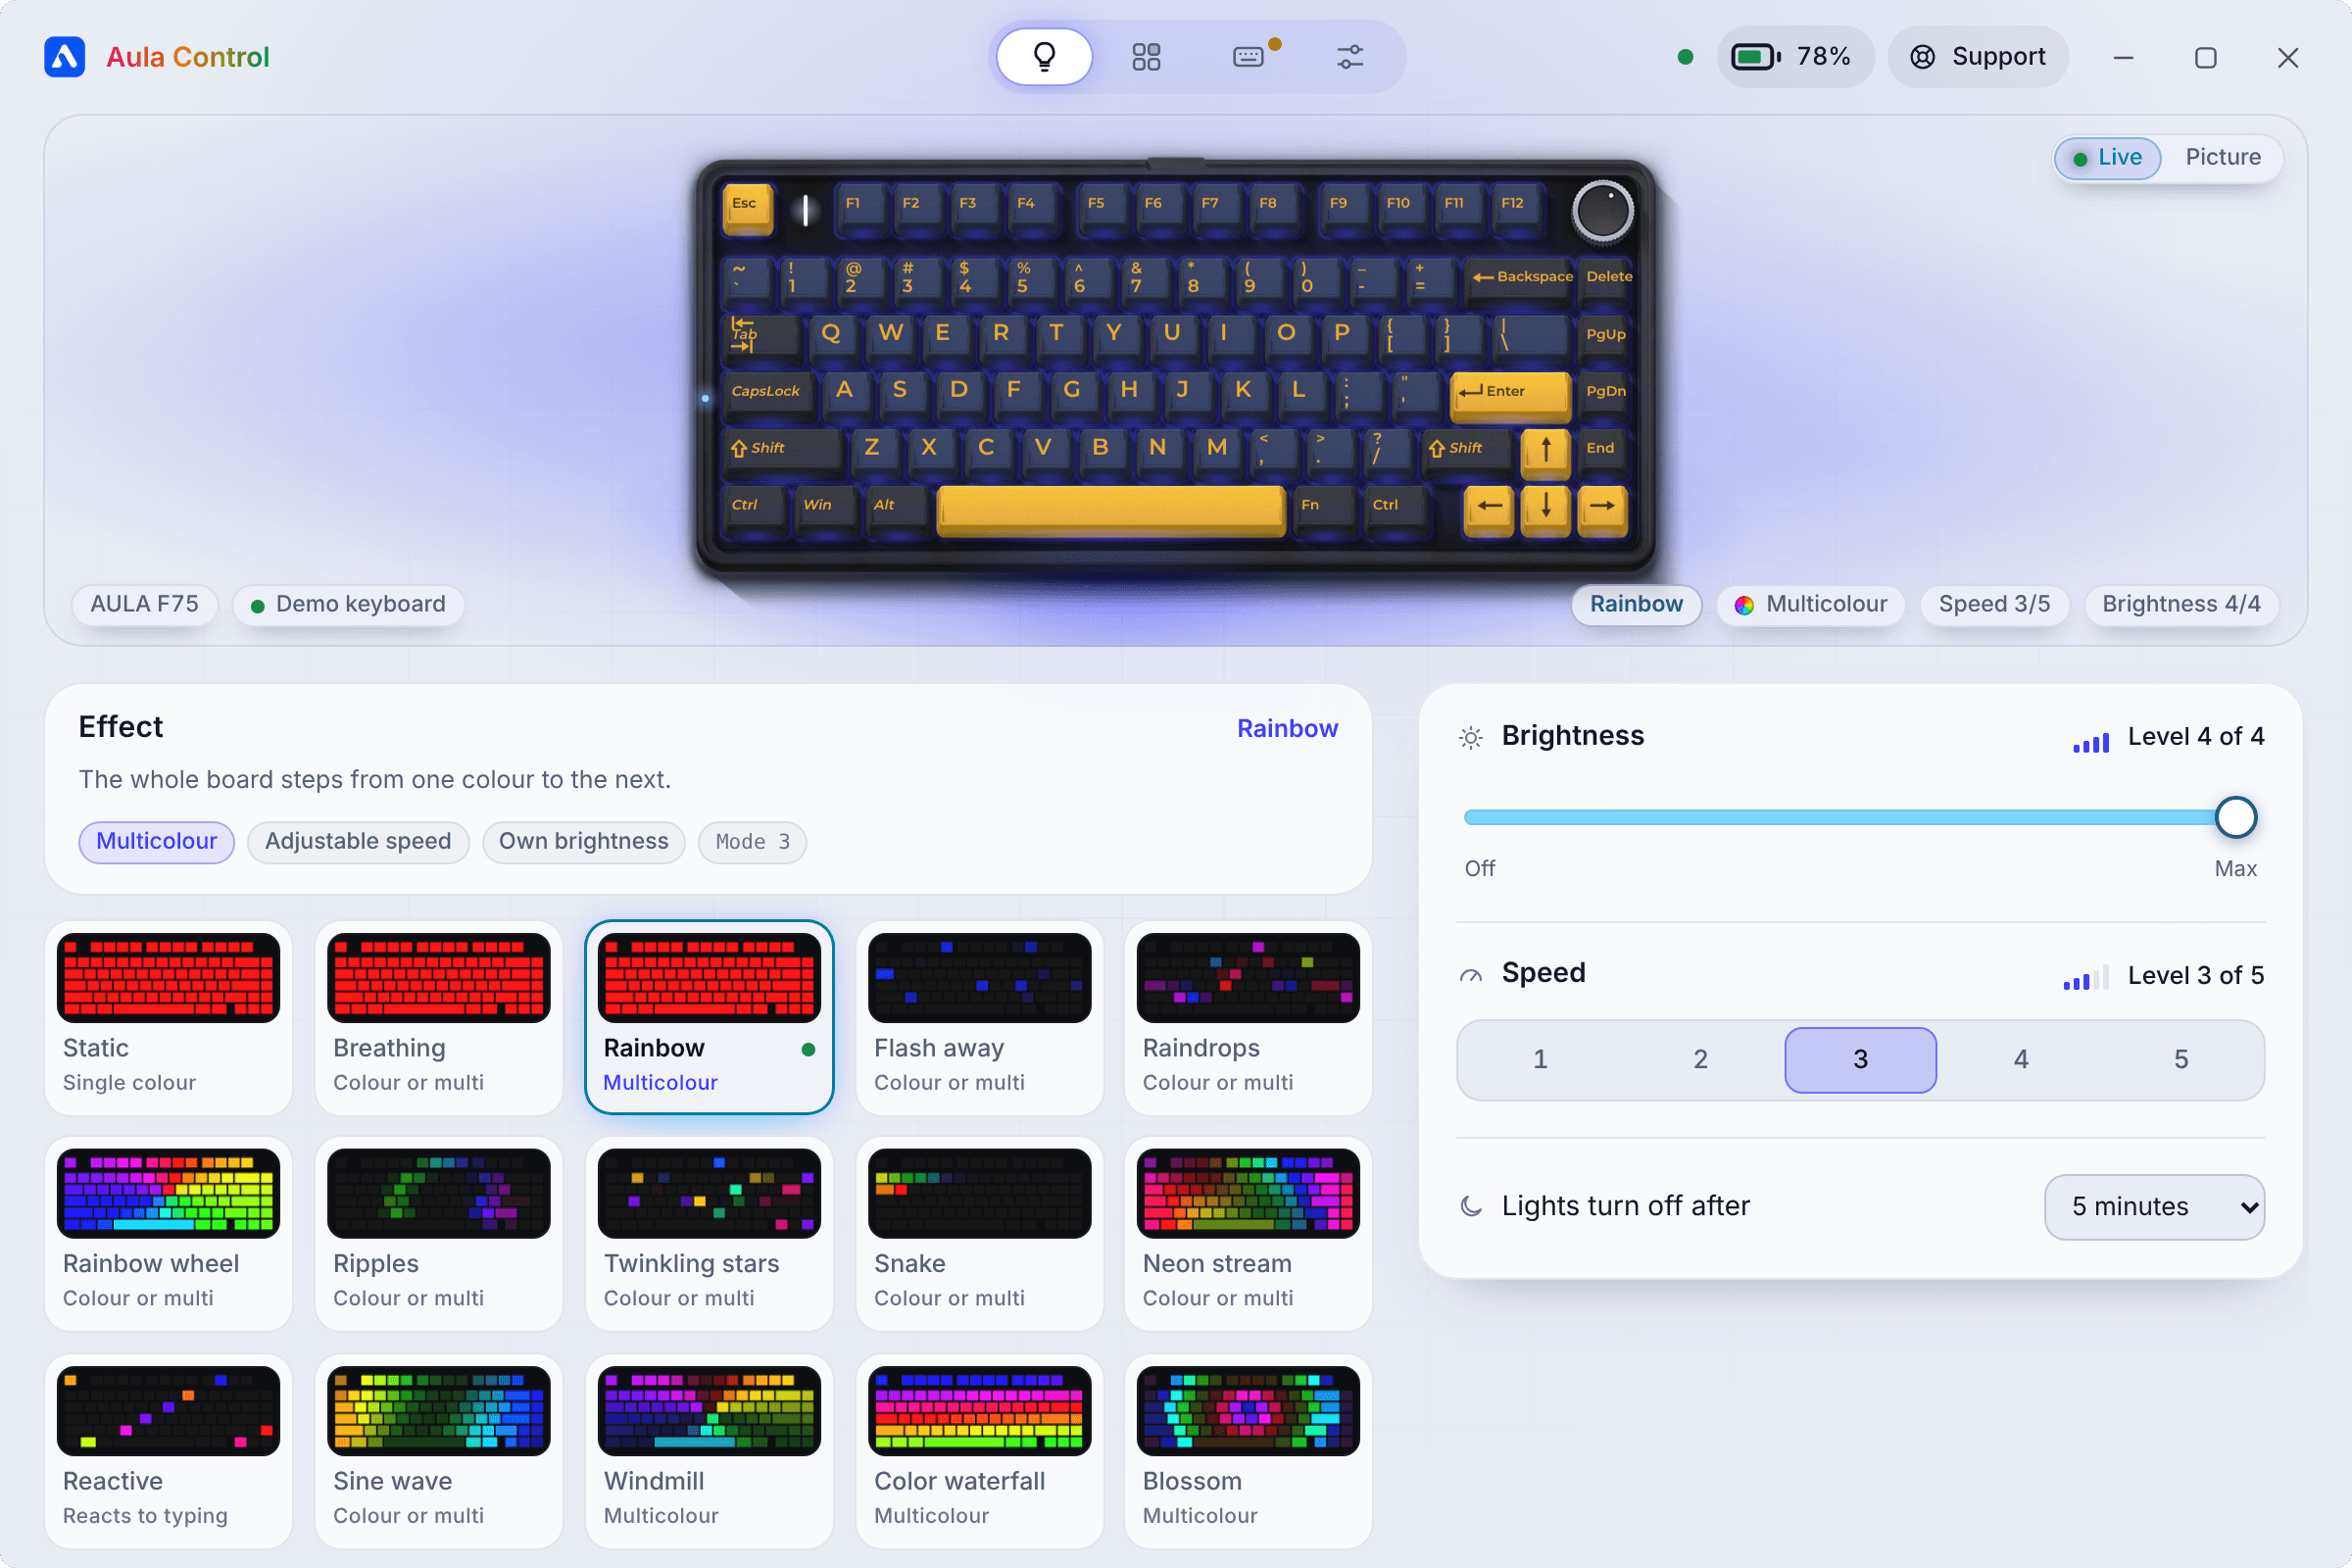 Aula Control
78%
Support
Live
Picture
Esc F1 F2 F3 F4 F5 F6 F7 F8 F9 F10 F11 F12
~ ! @ # $ % ^ & * ( ) _ +
` 1 2 3 4 5 6 7 8 9 0 - = ← Backspace Delete
Tab Q W E R T Y U I O P { [ } ] | \ PgUp
CapsLock A S D F G H J K L : ; " ' Enter PgDn
Shift Z X C V B N M < , > . ? / Shift ↑ End
Ctrl Win Alt Fn Ctrl ← ↓ →
AULA F75
Demo keyboard
Rainbow
Multicolour
Speed 3/5
Brightness 4/4
Effect
Rainbow
The whole board steps from one colour to the next.
Multicolour
Adjustable speed
Own brightness
Mode 3
Static
Single colour
Breathing
Colour or multi
Rainbow
Multicolour
Flash away
Colour or multi
Raindrops
Colour or multi
Rainbow wheel
Colour or multi
Ripples
Colour or multi
Twinkling stars
Colour or multi
Snake
Colour or multi
Neon stream
Colour or multi
Reactive
Reacts to typing
Sine wave
Colour or multi
Windmill
Multicolour
Color waterfall
Multicolour
Blossom
Multicolour
Brightness
Level 4 of 4
Off
Max
Speed
Level 3 of 5
1 2 3 4 5
Lights turn off after
5 minutes